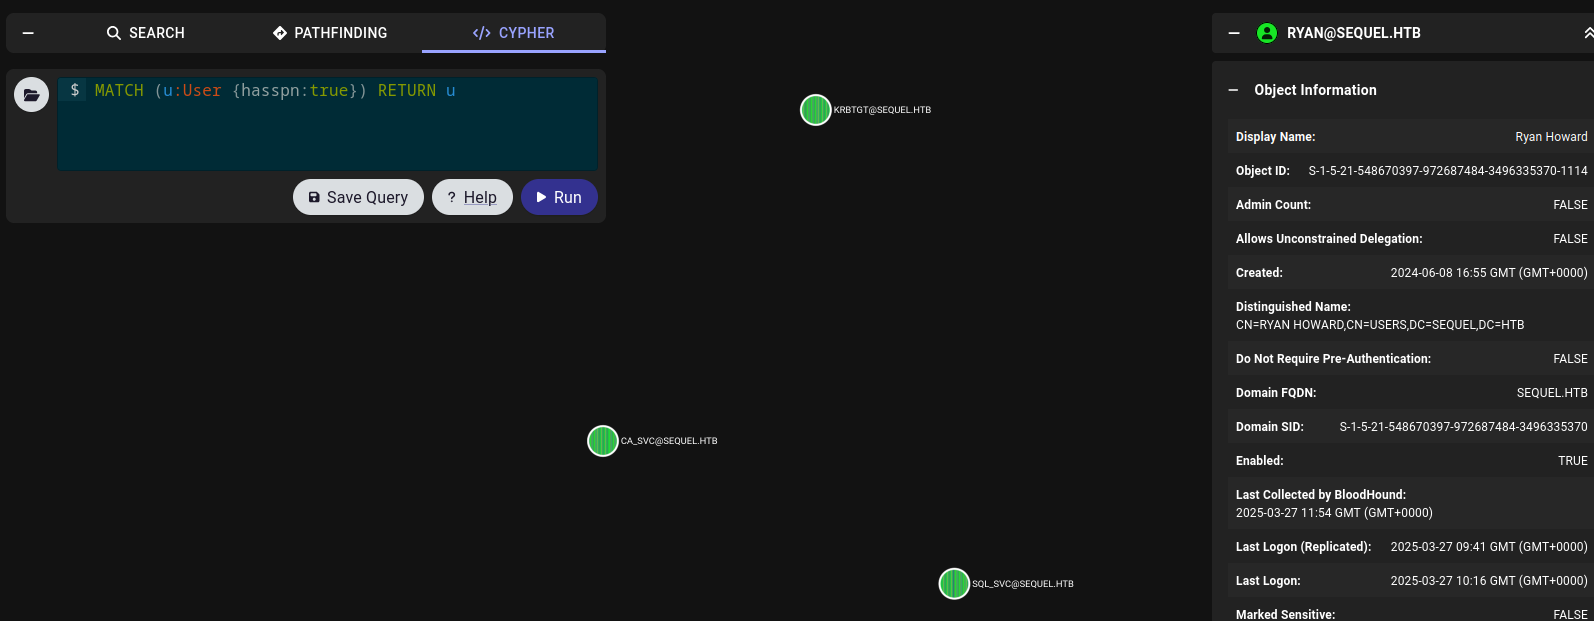 SEARCH
PATHFINDING
</> CYPHER
$ MATCH (u:User {hasspn:true}) RETURN u
Save Query
? Help
Run
KRBTGT@SEQUEL.HTB
CA_SVC@SEQUEL.HTB
SQL_SVC@SEQUEL.HTB
RYAN@SEQUEL.HTB
Object Information
Display Name: Ryan Howard
Object ID: S-1-5-21-548670397-972687484-3496335370-1114
Admin Count: FALSE
Allows Unconstrained Delegation: FALSE
Created: 2024-06-08 16:55 GMT (GMT+0000)
Distinguished Name:
CN=RYAN HOWARD,CN=USERS,DC=SEQUEL,DC=HTB
Do Not Require Pre-Authentication: FALSE
Domain FQDN: SEQUEL.HTB
Domain SID: S-1-5-21-548670397-972687484-3496335370
Enabled: TRUE
Last Collected by BloodHound:
2025-03-27 11:54 GMT (GMT+0000)
Last Logon (Replicated): 2025-03-27 09:41 GMT (GMT+0000)
Last Logon: 2025-03-27 10:16 GMT (GMT+0000)
Marked Sensitive: FALSE